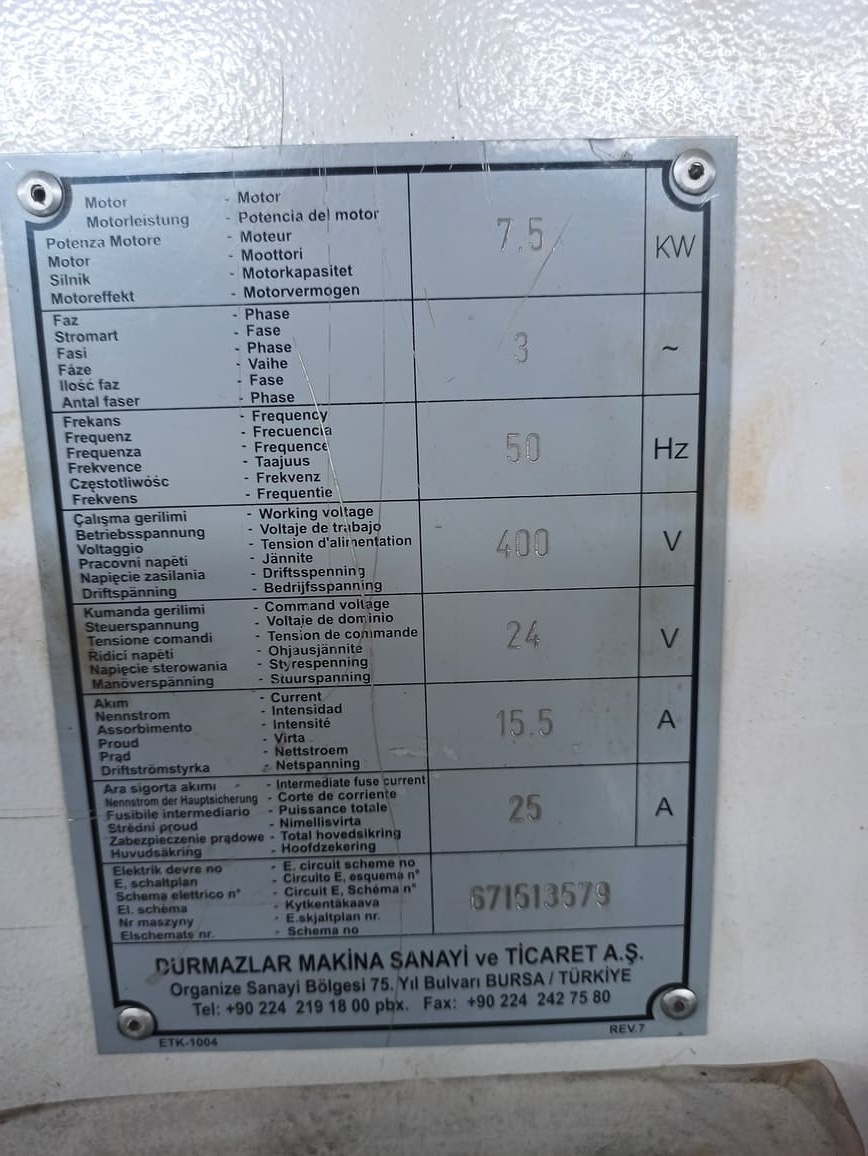 Motor - Motor
Motorleistung - Potencia del motor
Potenza Motore - Moteur
Motor - Moottori
Silnik - Motorkapasitet
Motoreffekt - Motorvermogen
7.5 KW
Faz - Phase
Stromart - Fase
Fasi - Phase
Fáze - Vaihe
Ilość faz - Fase
Antal faser - Phase
3 ~
Frekans - Frequency
Frequenz - Frecuencia
Frequenza - Frequence
Frekvence - Taajuus
Częstotliwośc - Frekvenz
Frekvens - Frequentie
50 Hz
Çalışma gerilimi - Working voltage
Betriebsspannung - Voltaje de trabajo
Voltaggio - Tension d'alimentation
Pracovní napětí - Jännite
Napięcie zasilania - Driftsspenning
Driftspänning - Bedrijfsspanning
400 V
Kumanda gerilimi - Command voltage
Steuerspannung - Voltaje de dominio
Tensione comandi - Tension de commande
Ridici napěti - Ohjausjännite
Napięcie sterowania - Styrespenning
Manöverspänning - Stuurspanning
24 V
Akım - Current
Nennstrom - Intensidad
Assorbimento - Intensité
Proud - Virta
Prąd - Nettstroem
Driftströmstyrka - Netspanning
15.5 A
Ara sigorta akımı - Intermediate fuse current
Nennstrom der Hauptsicherung - Corte de corriente
Fusibile intermediario - Puissance totale
Střední proud - Nimellisvirta
Zabezpieczenie prądowe - Total hovedsikring
Huvudsäkring - Hoofdzekering
25 A
Elektrik devre no - E. circuit scheme no
E, schaltplan - Circuito E, esquema n°
Schema elettrico n° - Circuit E, Schéma n°
El. schéma - Kytkentäkaava
Nr maszyny - E.skjaltplan nr.
Elschemats nr. - Schema no
671513579
DURMAZLAR MAKİNA SANAYİ ve TİCARET A.Ş.
Organize Sanayi Bölgesi 75. Yıl Bulvarı BURSA / TÜRKİYE
Tel: +90 224 219 18 00 pbx. Fax: +90 224 242 75 80
ETK-1004 REV.7